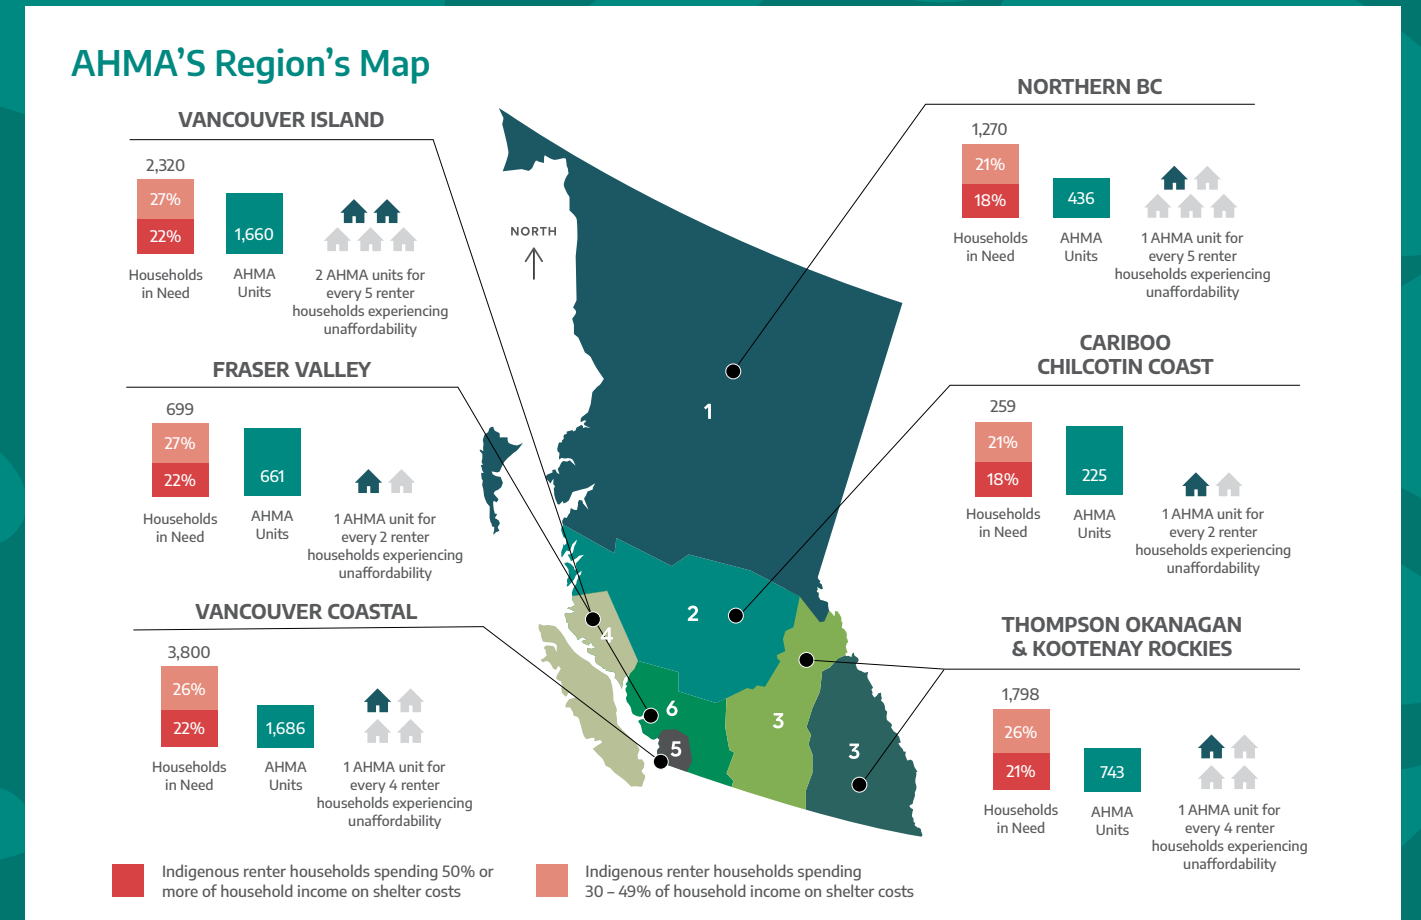 AHMA'S Region's Map
VANCOUVER ISLAND
2,320
27%
22%
1,660
Households
in Need
AHMA
Units
2 AHMA units for
every 5 renter
households experiencing
unaffordability
FRASER VALLEY
699
27%
22%
661
Households
in Need
AHMA
Units
1 AHMA unit for
every 2 renter
households experiencing
unaffordability
VANCOUVER COASTAL
3,800
26%
22%
1,686
Households
in Need
AHMA
Units
1 AHMA unit for
every 4 renter
households experiencing
unaffordability
NORTH
1
2
4
6
5
3
3
NORTHERN BC
1,270
21%
18%
436
Households
in Need
AHMA
Units
1 AHMA unit for
every 5 renter
households experiencing
unaffordability
CARIBOO
CHILCOTIN COAST
259
21%
18%
225
Households
in Need
AHMA
Units
1 AHMA unit for
every 2 renter
households experiencing
unaffordability
THOMPSON OKANAGAN
& KOOTENAY ROCKIES
1,798
26%
21%
743
Households
in Need
AHMA
Units
1 AHMA unit for
every 4 renter
households experiencing
unaffordability
Indigenous renter households spending 50% or
more of household income on shelter costs
Indigenous renter households spending
30 – 49% of household income on shelter costs